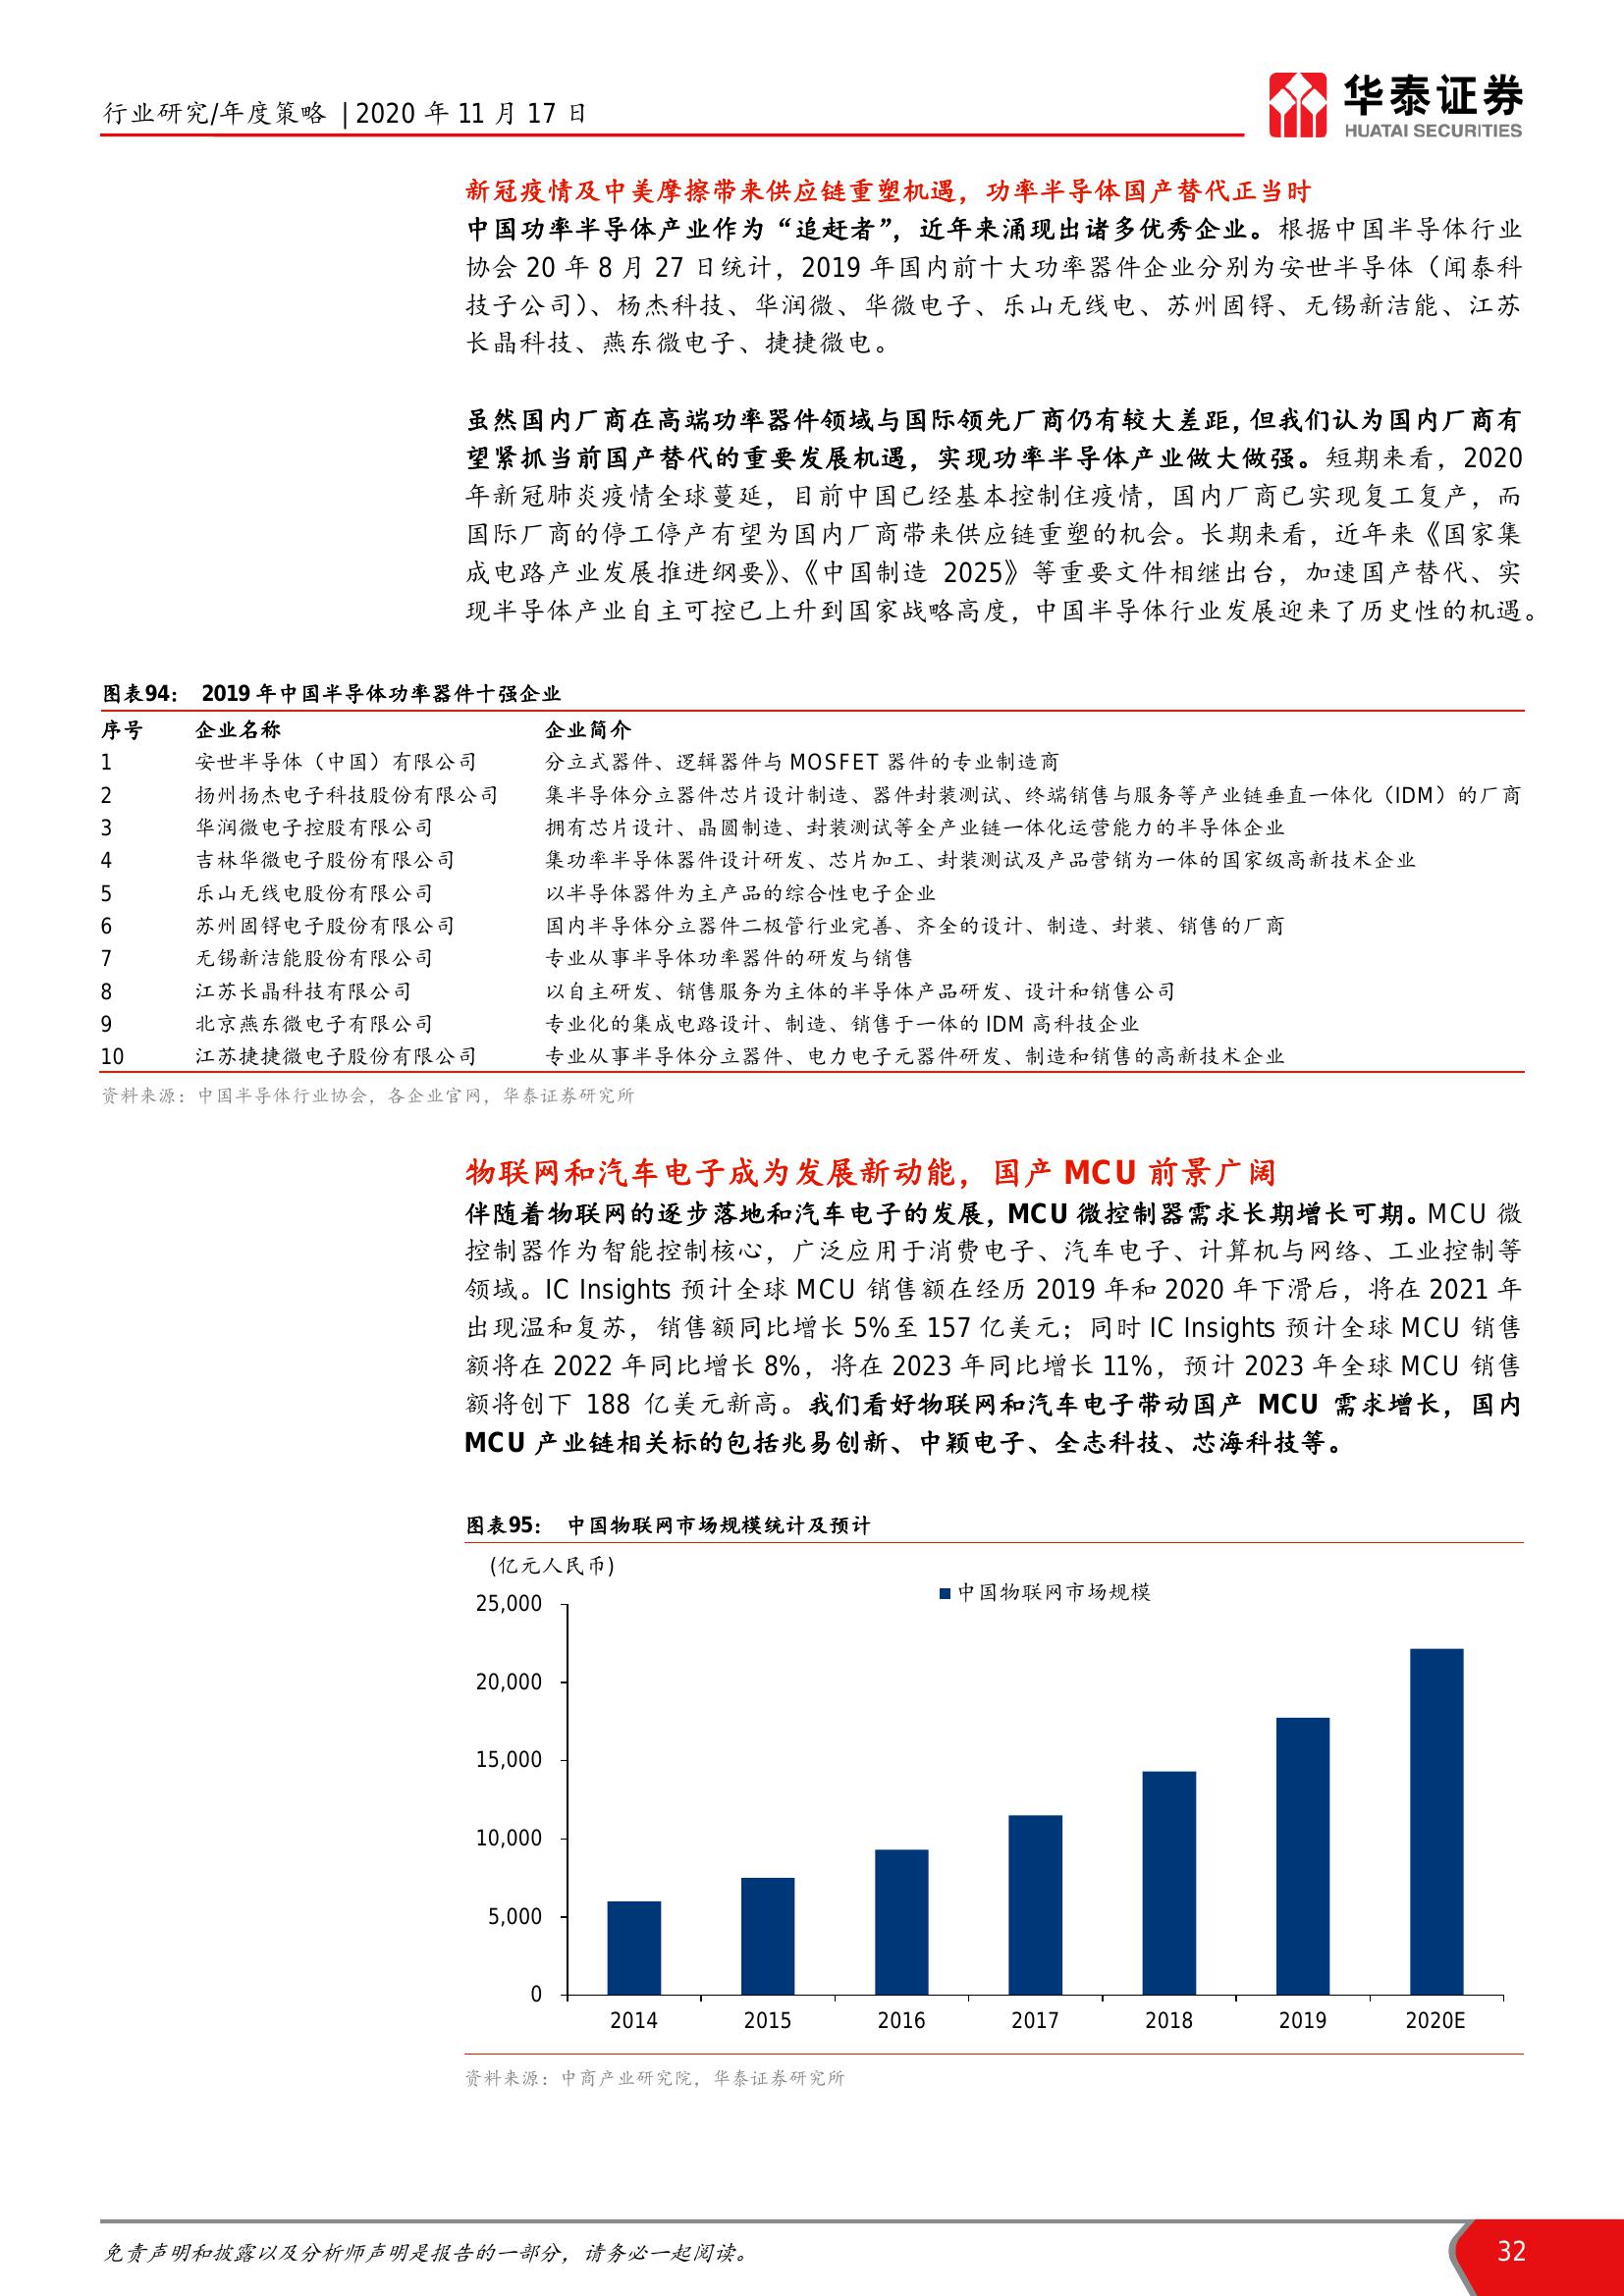 行业研究/年度策略 | 2020 年 11 月 17 日
华泰证券
HUATAI SECURITIES
新冠疫情及中美摩擦带来供应链重塑机遇，功率半导体国产替代正当时
中国功率半导体产业作为“追赶者”，近年来涌现出诸多优秀企业。根据中国半导体行业
协会 20 年 8 月 27 日统计，2019 年国内前十大功率器件企业分别为安世半导体（闻泰科
技子公司）、杨杰科技、华润微、华微电子、乐山无线电、苏州固锝、无锡新洁能、江苏
长晶科技、燕东微电子、捷捷微电。
虽然国内厂商在高端功率器件领域与国际领先厂商仍有较大差距，但我们认为国内厂商有
望紧抓当前国产替代的重要发展机遇，实现功率半导体产业做大做强。短期来看，2020
年新冠肺炎疫情全球蔓延，目前中国已经基本控制住疫情，国内厂商已实现复工复产，而
国际厂商的停工停产有望为国内厂商带来供应链重塑的机会。长期来看，近年来《国家集
成电路产业发展推进纲要》、《中国制造 2025》等重要文件相继出台，加速国产替代、实
现半导体产业自主可控已上升到国家战略高度，中国半导体行业发展迎来了历史性的机遇。
图表94： 2019 年中国半导体功率器件十强企业
序号 企业名称 企业简介
1 安世半导体（中国）有限公司 分立式器件、逻辑器件与 MOSFET 器件的专业制造商
2 扬州扬杰电子科技股份有限公司 集半导体分立器件芯片设计制造、器件封装测试、终端销售与服务等产业链垂直一体化（IDM）的厂商
3 华润微电子控股有限公司 拥有芯片设计、晶圆制造、封装测试等全产业链一体化运营能力的半导体企业
4 吉林华微电子股份有限公司 集功率半导体器件设计研发、芯片加工、封装测试及产品营销为一体的国家级高新技术企业
5 乐山无线电股份有限公司 以半导体器件为主产品的综合性电子企业
6 苏州固锝电子股份有限公司 国内半导体分立器件二极管行业完善、齐全的设计、制造、封装、销售的厂商
7 无锡新洁能股份有限公司 专业从事半导体功率器件的研发与销售
8 江苏长晶科技有限公司 以自主研发、销售服务为主体的半导体产品研发、设计和销售公司
9 北京燕东微电子有限公司 专业化的集成电路设计、制造、销售于一体的 IDM 高科技企业
10 江苏捷捷微电子股份有限公司 专业从事半导体分立器件、电力电子元器件研发、制造和销售的高新技术企业
资料来源：中国半导体行业协会，各企业官网，华泰证券研究所
物联网和汽车电子成为发展新动能，国产 MCU 前景广阔
伴随着物联网的逐步落地和汽车电子的发展，MCU 微控制器需求长期增长可期。MCU 微
控制器作为智能控制核心，广泛应用于消费电子、汽车电子、计算机与网络、工业控制等
领域。IC Insights 预计全球 MCU 销售额在经历 2019 年和 2020 年下滑后，将在 2021 年
出现温和复苏，销售额同比增长 5%至 157 亿美元；同时 IC Insights 预计全球 MCU 销售
额将在 2022 年同比增长 8%，将在 2023 年同比增长 11%，预计 2023 年全球 MCU 销售
额将创下 188 亿美元新高。我们看好物联网和汽车电子带动国产 MCU 需求增长，国内
MCU 产业链相关标的包括兆易创新、中颖电子、全志科技、芯海科技等。
图表95： 中国物联网市场规模统计及预计
(亿元人民币)
中国物联网市场规模
25,000
20,000
15,000
10,000
5,000
0
2014 2015 2016 2017 2018 2019 2020E
资料来源：中商产业研究院，华泰证券研究所
免责声明和披露以及分析师声明是报告的一部分，请务必一起阅读。
32